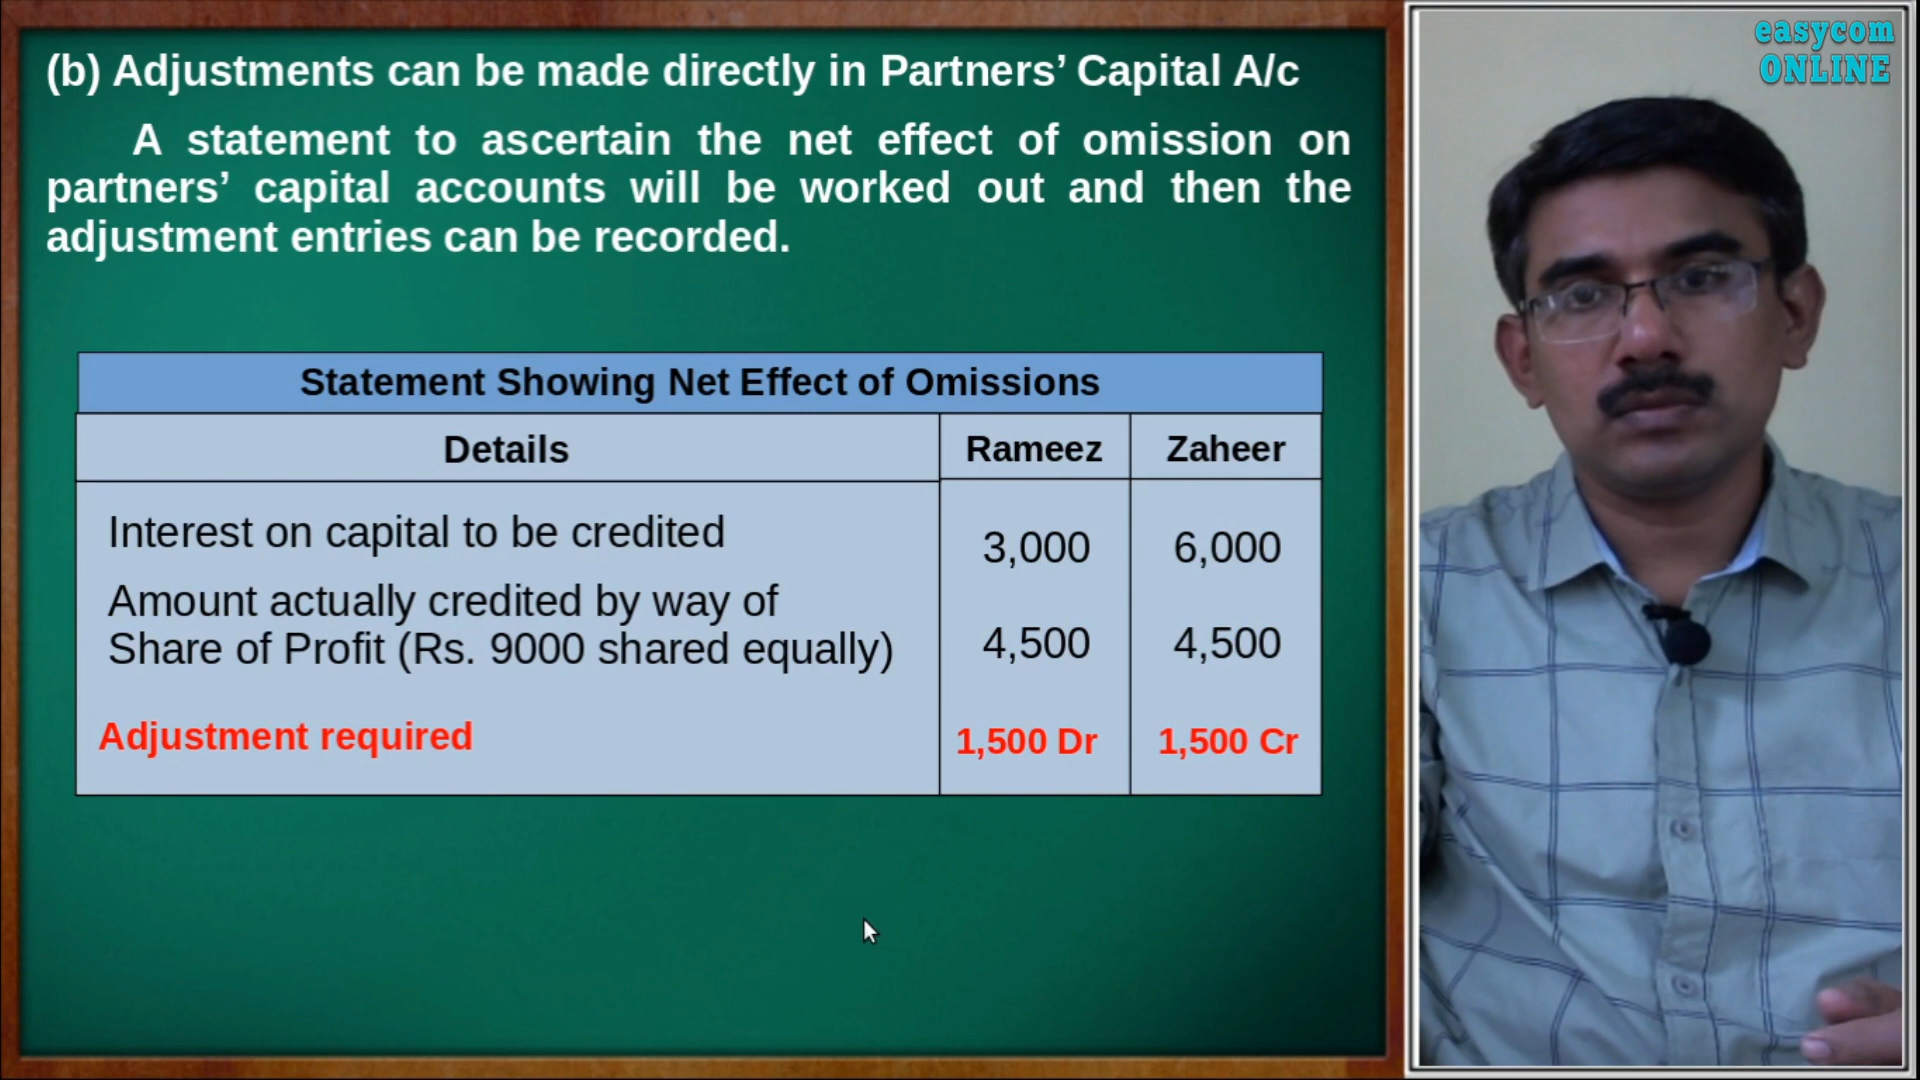 (b) Adjustments can be made directly in Partners’ Capital A/c
A statement to ascertain the net effect of omission on
partners’ capital accounts will be worked out and then the
adjustment entries can be recorded.
Statement Showing Net Effect of Omissions
Details Rameez Zaheer
Interest on capital to be credited 3,000 6,000
Amount actually credited by way of
Share of Profit (Rs. 9000 shared equally) 4,500 4,500
Adjustment required 1,500 Dr 1,500 Cr
easycom
ONLINE